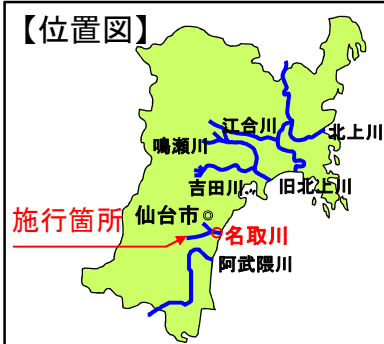 【位置図】
江合川
北上川
鳴瀬川
吉田川
旧北上川
施行箇所
仙台市
名取川
阿武隈川